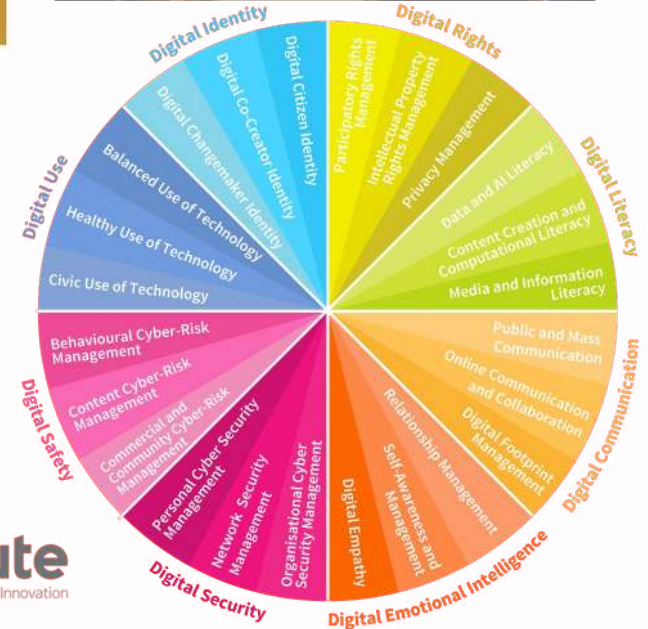 Digital Identity
Digital Citizen Identity
Digital Co-Creator Identity
Digital Changemaker Identity
Digital Rights
Participatory Rights
Management
Intellectual Property
Rights Management
Privacy Management
Digital Literacy
Data and AI Literacy
Content Creation and
Computational Literacy
Media and Information
Literacy
Digital Communication
Public and Mass
Communication
Online Communication
and Collaboration
Digital Footprint
Management
Digital Emotional Intelligence
Relationship Management
Self-Awareness and
Management
Digital Empathy
Digital Security
Organisational Cyber
Security Management
Network Security
Management
Personal Cyber Security
Management
Digital Safety
Commercial and
Community Cyber-Risk
Management
Content Cyber-Risk
Management
Behavioural Cyber-Risk
Management
Digital Use
Civic Use of Technology
Healthy Use of Technology
Balanced Use of Technology
ute
Innovation